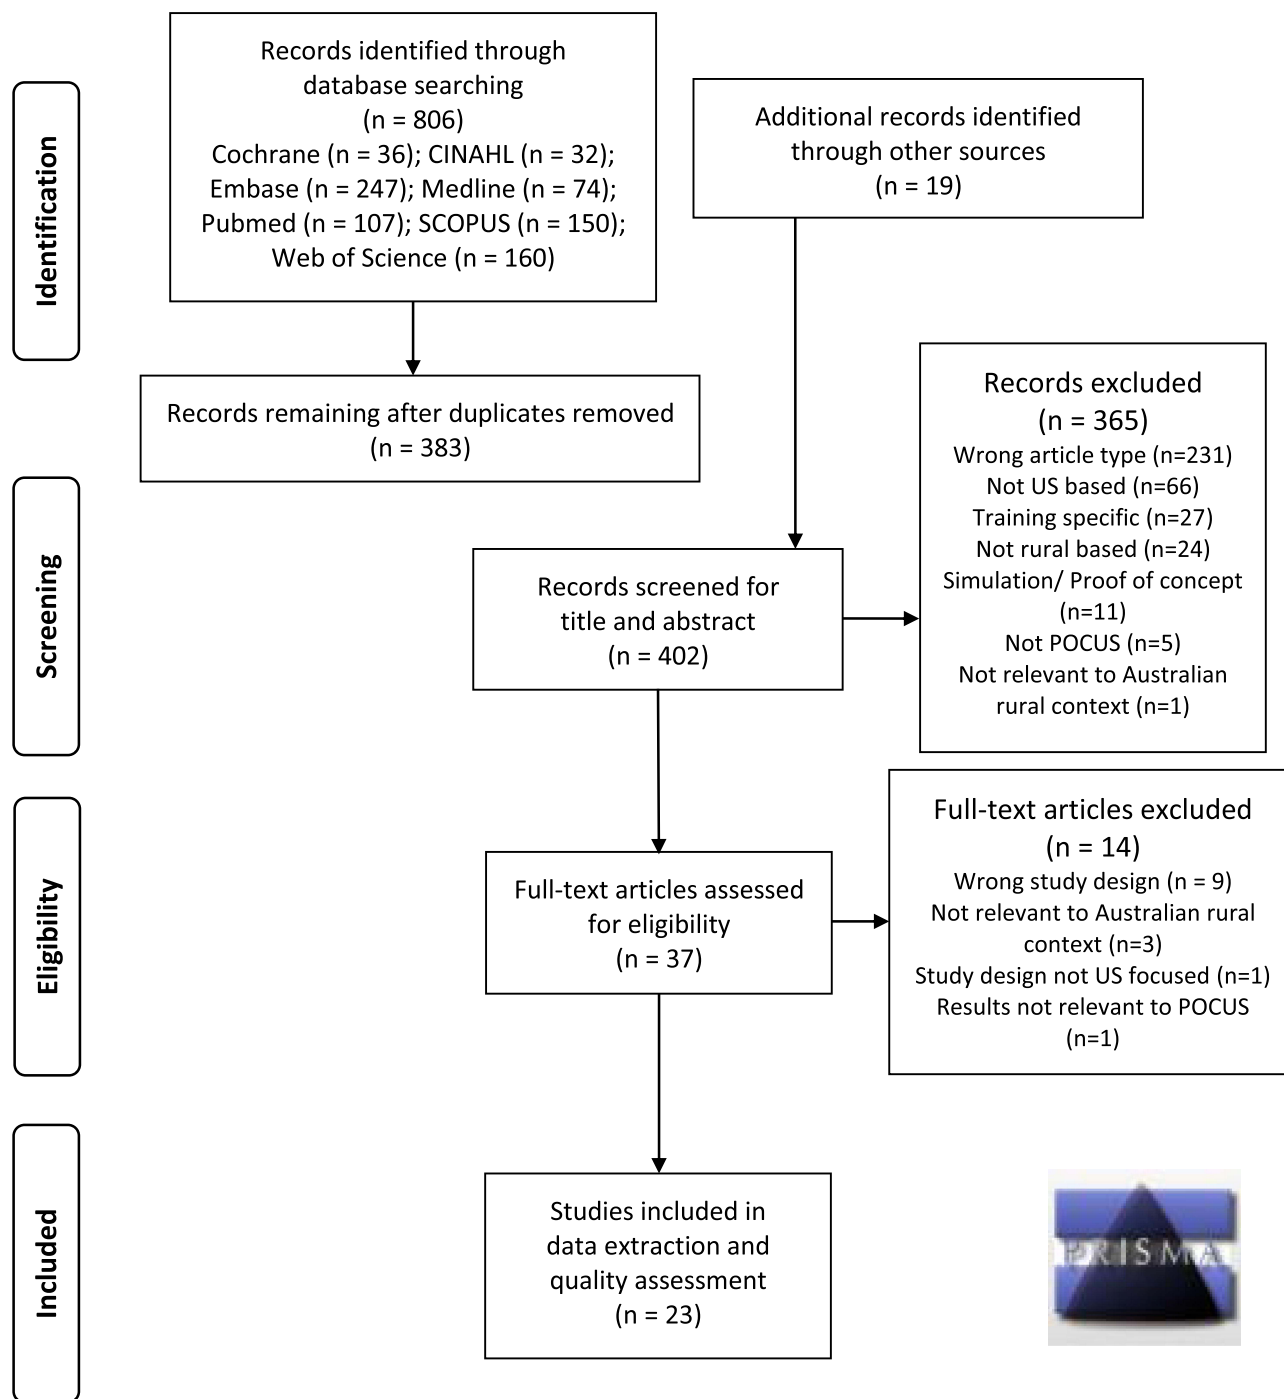 Identification
Records identified through
database searching
(n = 806)
Cochrane (n = 36); CINAHL (n = 32);
Embase (n = 247); Medline (n = 74);
Pubmed (n = 107); SCOPUS (n = 150);
Web of Science (n = 160)
Additional records identified
through other sources
(n = 19)
Records remaining after duplicates removed
(n = 383)
Screening
Records screened for
title and abstract
(n = 402)
Records excluded
(n = 365)
Wrong article type (n=231)
Not US based (n=66)
Training specific (n=27)
Not rural based (n=24)
Simulation/ Proof of concept
(n=11)
Not POCUS (n=5)
Not relevant to Australian
rural context (n=1)
Eligibility
Full-text articles assessed
for eligibility
(n = 37)
Full-text articles excluded
(n = 14)
Wrong study design (n = 9)
Not relevant to Australian rural
context (n=3)
Study design not US focused (n=1)
Results not relevant to POCUS
(n=1)
Included
Studies included in
data extraction and
quality assessment
(n = 23)
PRISMA